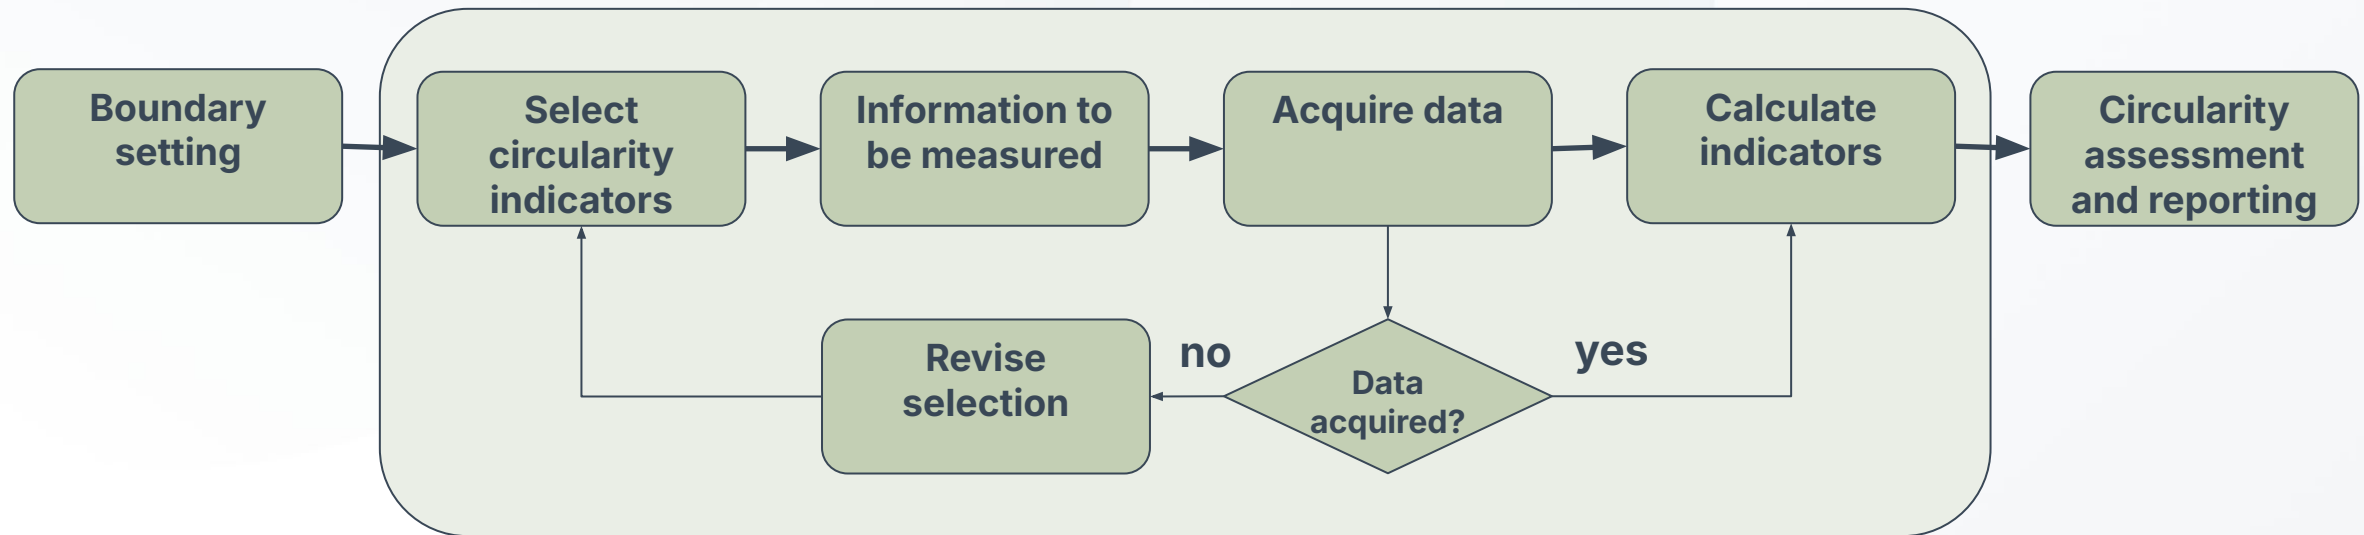 Boundary
setting
Select
circularity
indicators
Information to
be measured
Acquire data
Calculate
indicators
Circularity
assessment
and reporting
Revise
selection
no
Data
acquired?
yes